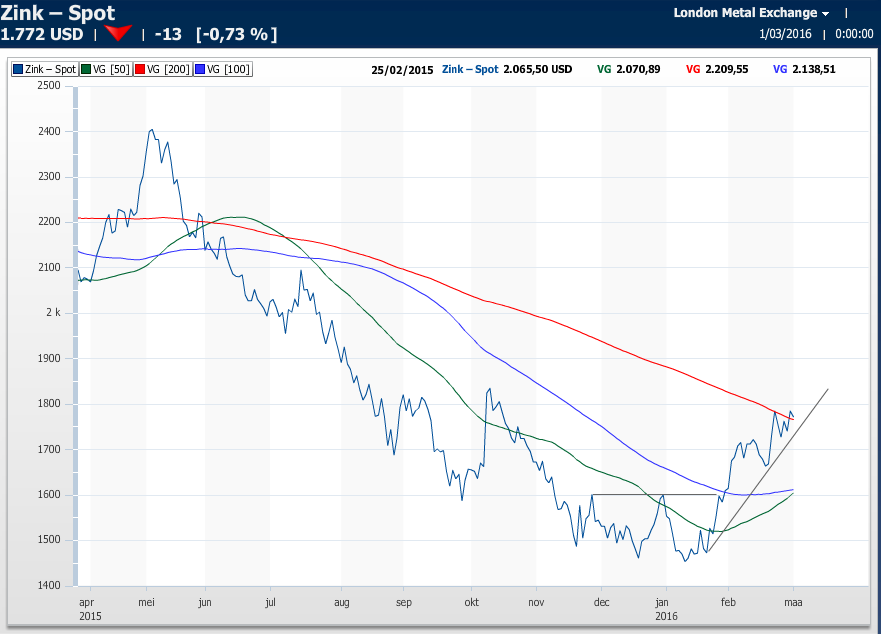 Zink – Spot
London Metal Exchange
|
1.772 USD | | -13 [-0,73 %]
1/03/2016 | 0:00:00
Zink – Spot VG [50] VG [200] VG [100]
25/02/2015 Zink – Spot 2.065,50 USD VG 2.070,89 VG 2.209,55 VG 2.138,51
2500
2400
2300
2200
2100
2 k
1900
1800
1700
1600
1500
1400
apr mei jun jul aug sep okt nov dec jan feb maa
2015 2016